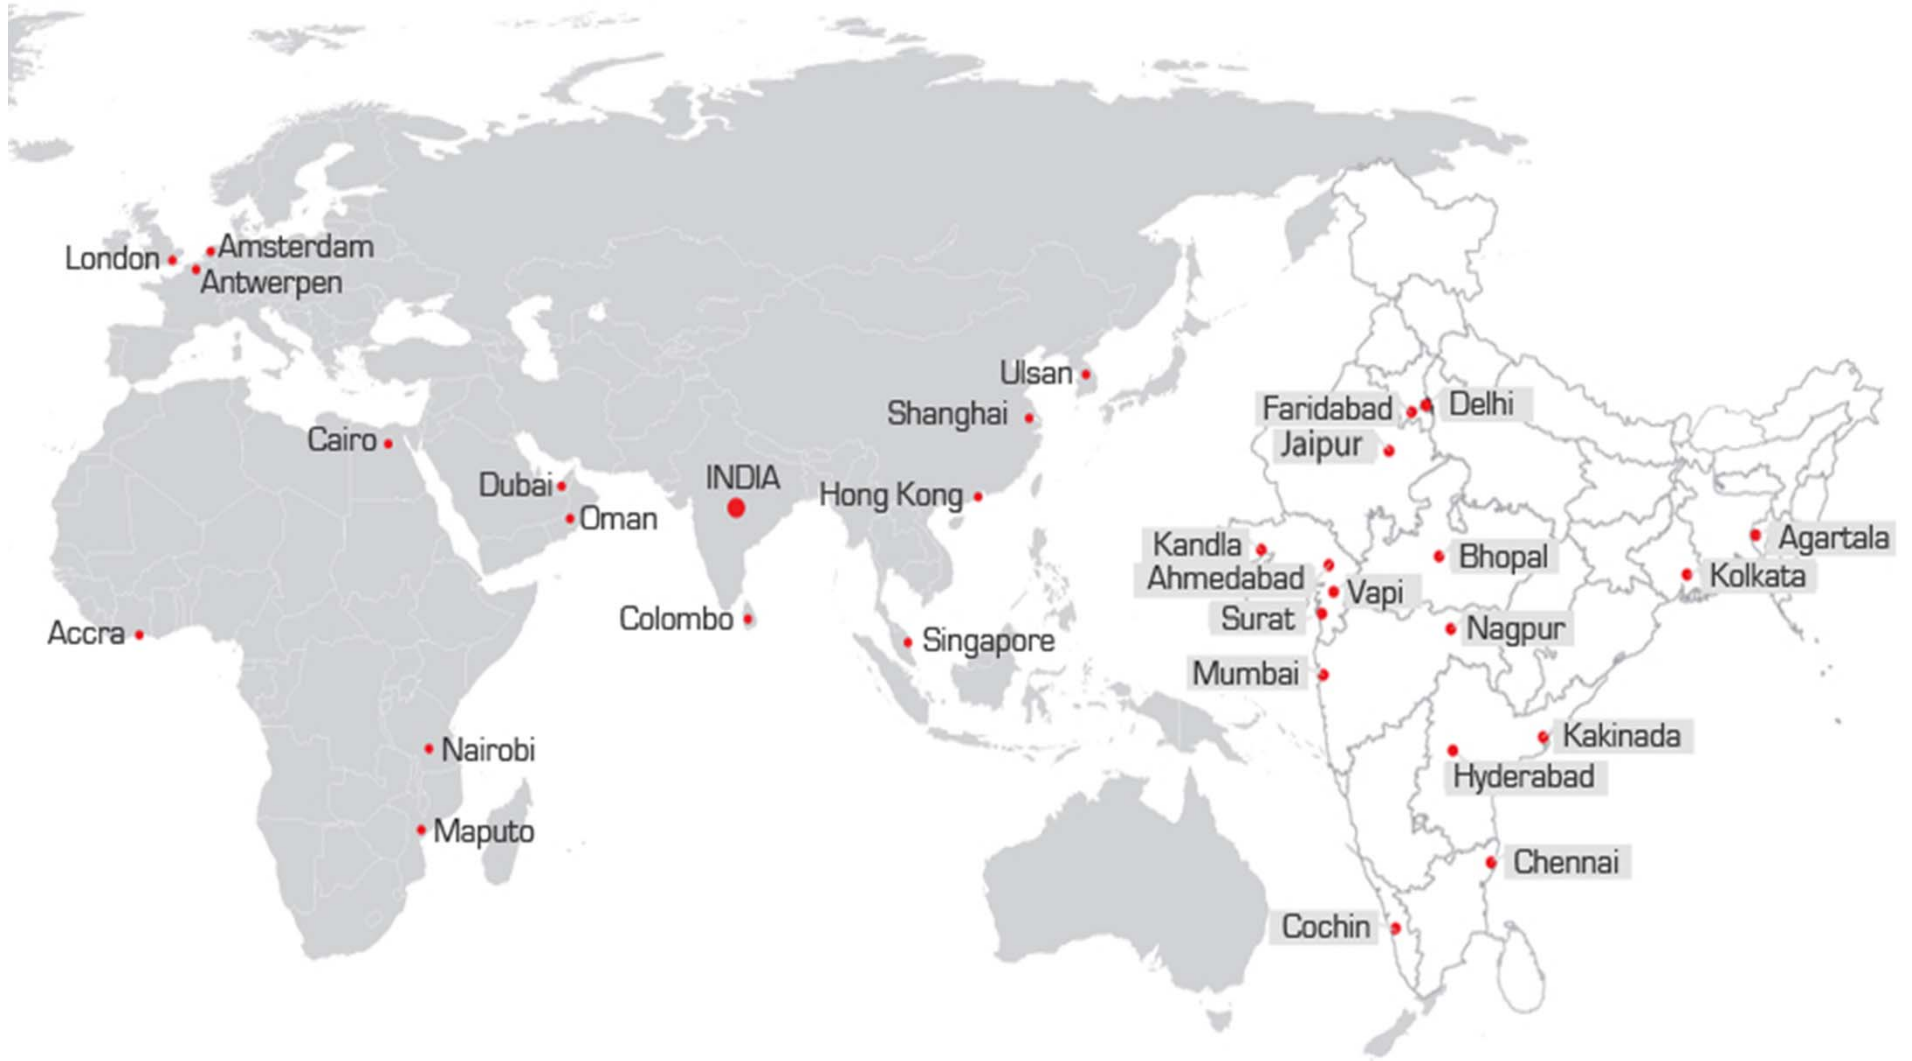 London
Amsterdam
Antwerpen
Cairo
Dubai
Oman
INDIA
Ulsan
Shanghai
Hong Kong
Colombo
Singapore
Accra
Nairobi
Maputo
Faridabad
Delhi
Jaipur
Kandla
Ahmedabad
Vapi
Surat
Mumbai
Bhopal
Nagpur
Agartala
Kolkata
Kakinada
Hyderabad
Chennai
Cochin